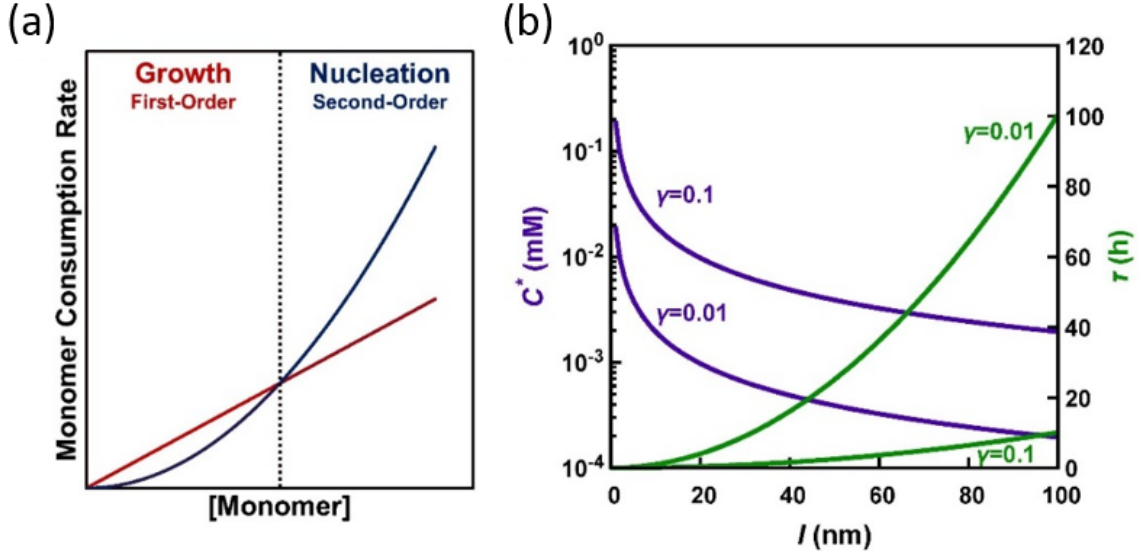 (a)
Growth
First-Order
Nucleation
Second-Order
Monomer Consumption Rate
[Monomer]
(b)
10⁰
10⁻¹
10⁻²
10⁻³
10⁻⁴
C* (mM)
γ=0.1
γ=0.01
γ=0.01
γ=0.1
120
100
80
60
40
20
0
τ (h)
0 20 40 60 80 100
l (nm)